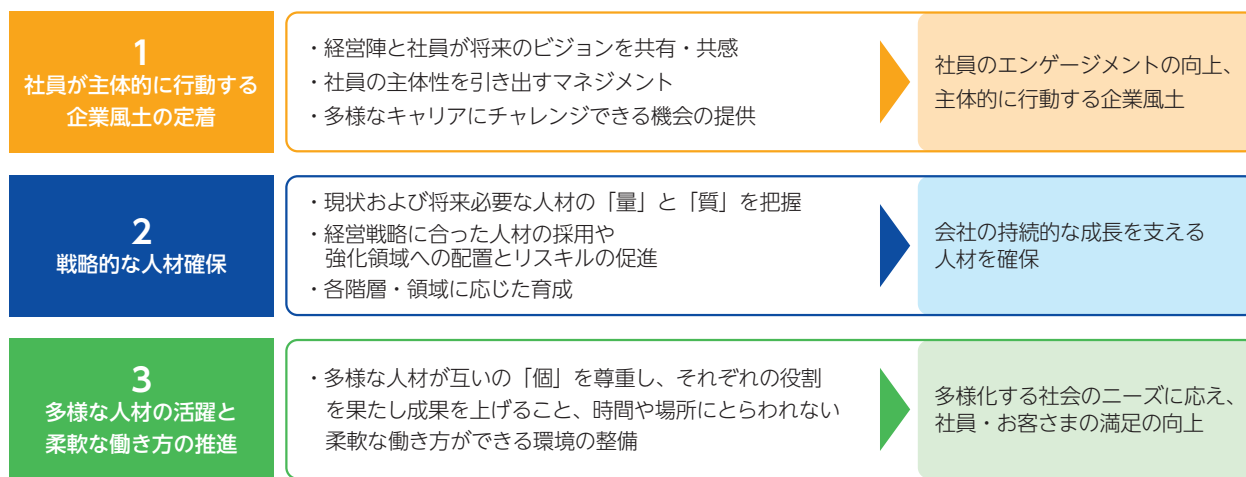 1
社員が主体的に行動する
企業風土の定着
・経営陣と社員が将来のビジョンを共有・共感
・社員の主体性を引き出すマネジメント
・多様なキャリアにチャレンジできる機会の提供
社員のエンゲージメントの向上、
主体的に行動する企業風土
2
戦略的な人材確保
・現状および将来必要な人材の「量」と「質」を把握
・経営戦略に合った人材の採用や
強化領域への配置とリスキルの促進
・各階層・領域に応じた育成
会社の持続的な成長を支える
人材を確保
3
多様な人材の活躍と
柔軟な働き方の推進
・多様な人材が互いの「個」を尊重し、それぞれの役割
を果たし成果を上げること、時間や場所にとらわれない
柔軟な働き方ができる環境の整備
多様化する社会のニーズに応え、
社員・お客さまの満足の向上